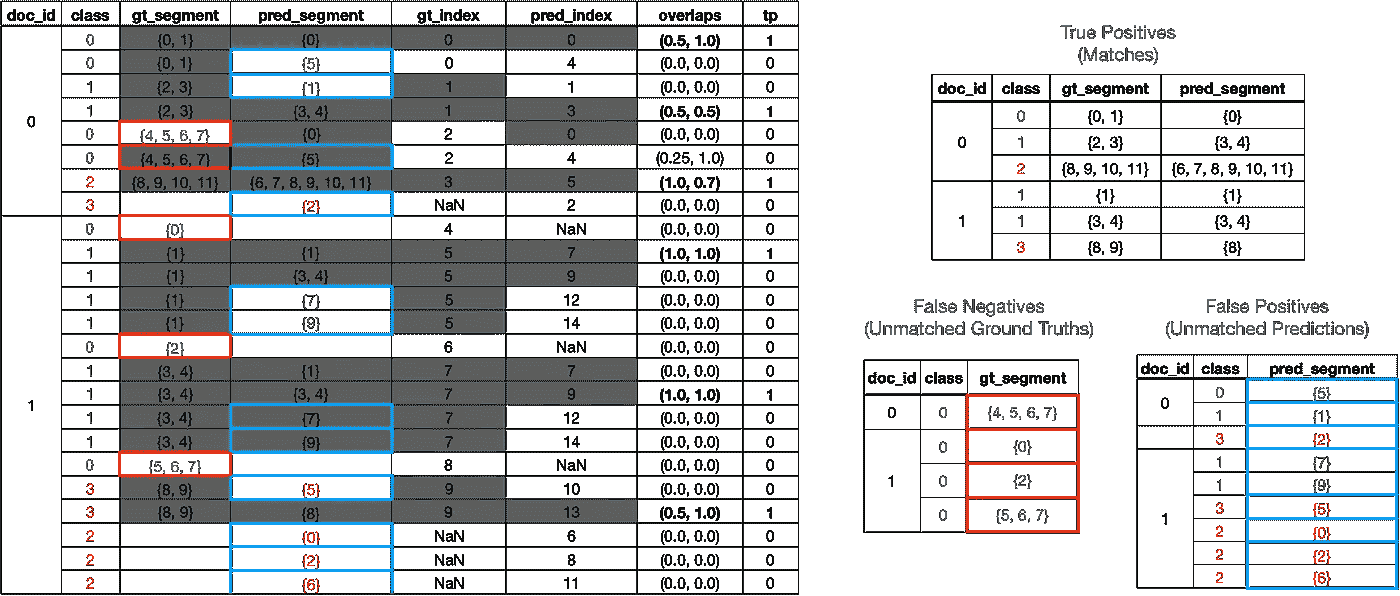 doc_id class gt_segment pred_segment gt_index pred_index overlaps tp
0 {0, 1} {0} 0 0 (0.5, 1.0) 1
0 {0, 1} {5} 0 4 (0.0, 0.0) 0
1 {2, 3} {1} 1 1 (0.0, 0.0) 0
0 1 {2, 3} {3, 4} 1 3 (0.5, 0.5) 1
0 {4, 5, 6, 7} {0} 2 0 (0.0, 0.0) 0
0 {4, 5, 6, 7} {5} 2 4 (0.25, 1.0) 0
2 {8, 9, 10, 11} {6, 7, 8, 9, 10, 11} 3 5 (1.0, 0.7) 1
3 {2} NaN 2 (0.0, 0.0) 0
0 {0} 4 NaN (0.0, 0.0) 0
1 {1} {1} 5 7 (1.0, 1.0) 1
1 {1} {3, 4} 5 9 (0.0, 0.0) 0
1 {1} {7} 5 12 (0.0, 0.0) 0
1 {1} {9} 5 14 (0.0, 0.0) 0
0 {2} 6 NaN (0.0, 0.0) 0
1 {3, 4} {1} 7 7 (0.0, 0.0) 0
1 1 {3, 4} {3, 4} 7 9 (1.0, 1.0) 1
1 {3, 4} {7} 7 12 (0.0, 0.0) 0
1 {3, 4} {9} 7 14 (0.0, 0.0) 0
0 {5, 6, 7} 8 NaN (0.0, 0.0) 0
3 {8, 9} {5} 9 10 (0.0, 0.0) 0
3 {8, 9} {8} 9 13 (0.5, 1.0) 1
2 {0} NaN 6 (0.0, 0.0) 0
2 {2} NaN 8 (0.0, 0.0) 0
2 {6} NaN 11 (0.0, 0.0) 0
True Positives
(Matches)
doc_id class gt_segment pred_segment
0 {0, 1} {0}
0 1 {2, 3} {3, 4}
2 {8, 9, 10, 11} {6, 7, 8, 9, 10, 11}
1 {1} {1}
1 1 {3, 4} {3, 4}
3 {8, 9} {8}
False Negatives
(Unmatched Ground Truths)
doc_id class gt_segment
0 0 {4, 5, 6, 7}
0 {0}
1 0 {2}
0 {5, 6, 7}
False Positives
(Unmatched Predictions)
doc_id class pred_segment
0 0 {5}
1 {1}
3 {2}
1 {7}
1 {9}
1 3 {5}
2 {0}
2 {2}
2 {6}